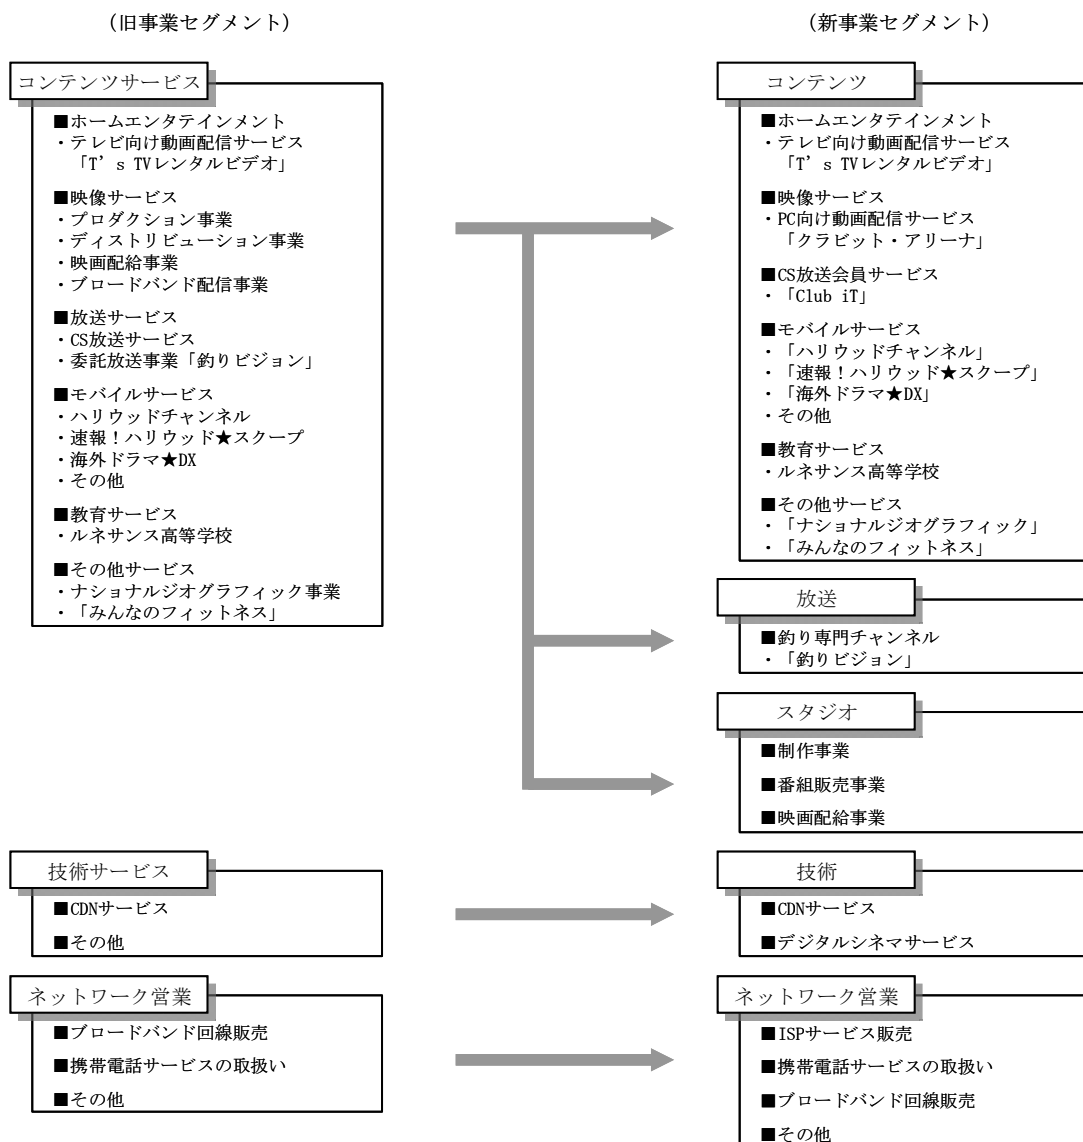 (旧事業セグメント)
コンテンツサービス
■ホームエンタテインメント
・テレビ向け動画配信サービス
「T’s TVレンタルビデオ」
■映像サービス
・プロダクション事業
・ディストリビューション事業
・映画配給事業
・ブロードバンド配信事業
■放送サービス
・CS放送サービス
・委託放送事業「釣りビジョン」
■モバイルサービス
・ハリウッドチャンネル
・速報！ハリウッド★スクープ
・海外ドラマ★DX
・その他
■教育サービス
・ルネサンス高等学校
■その他サービス
・ナショナルジオグラフィック事業
・「みんなのフィットネス」
技術サービス
■CDNサービス
■その他
ネットワーク営業
■ブロードバンド回線販売
■携帯電話サービスの取扱い
■その他
(新事業セグメント)
コンテンツ
■ホームエンタテインメント
・テレビ向け動画配信サービス
「T’s TVレンタルビデオ」
■映像サービス
・PC向け動画配信サービス
「クラビット・アリーナ」
■CS放送会員サービス
・「Club iT」
■モバイルサービス
・「ハリウッドチャンネル」
・「速報！ハリウッド★スクープ」
・「海外ドラマ★DX」
・その他
■教育サービス
・ルネサンス高等学校
■その他サービス
・「ナショナルジオグラフィック」
・「みんなのフィットネス」
放送
■釣り専門チャンネル
・「釣りビジョン」
スタジオ
■制作事業
■番組販売事業
■映画配給事業
技術
■CDNサービス
■デジタルシネマサービス
ネットワーク営業
■ISPサービス販売
■携帯電話サービスの取扱い
■ブロードバンド回線販売
■その他